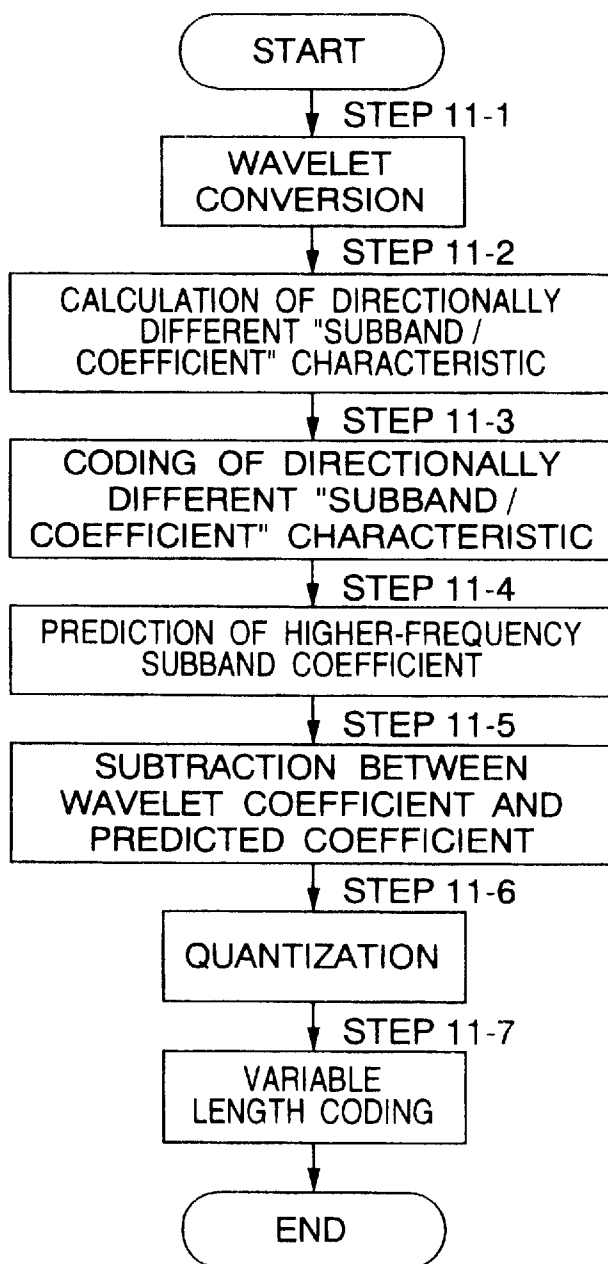 START
STEP 11-1
WAVELET
CONVERSION
STEP 11-2
CALCULATION OF DIRECTIONALLY
DIFFERENT "SUBBAND /
COEFFICIENT" CHARACTERISTIC
STEP 11-3
CODING OF DIRECTIONALLY
DIFFERENT "SUBBAND /
COEFFICIENT" CHARACTERISTIC
STEP 11-4
PREDICTION OF HIGHER-FREQUENCY
SUBBAND COEFFICIENT
STEP 11-5
SUBTRACTION BETWEEN
WAVELET COEFFICIENT AND
PREDICTED COEFFICIENT
STEP 11-6
QUANTIZATION
STEP 11-7
VARIABLE
LENGTH CODING
END